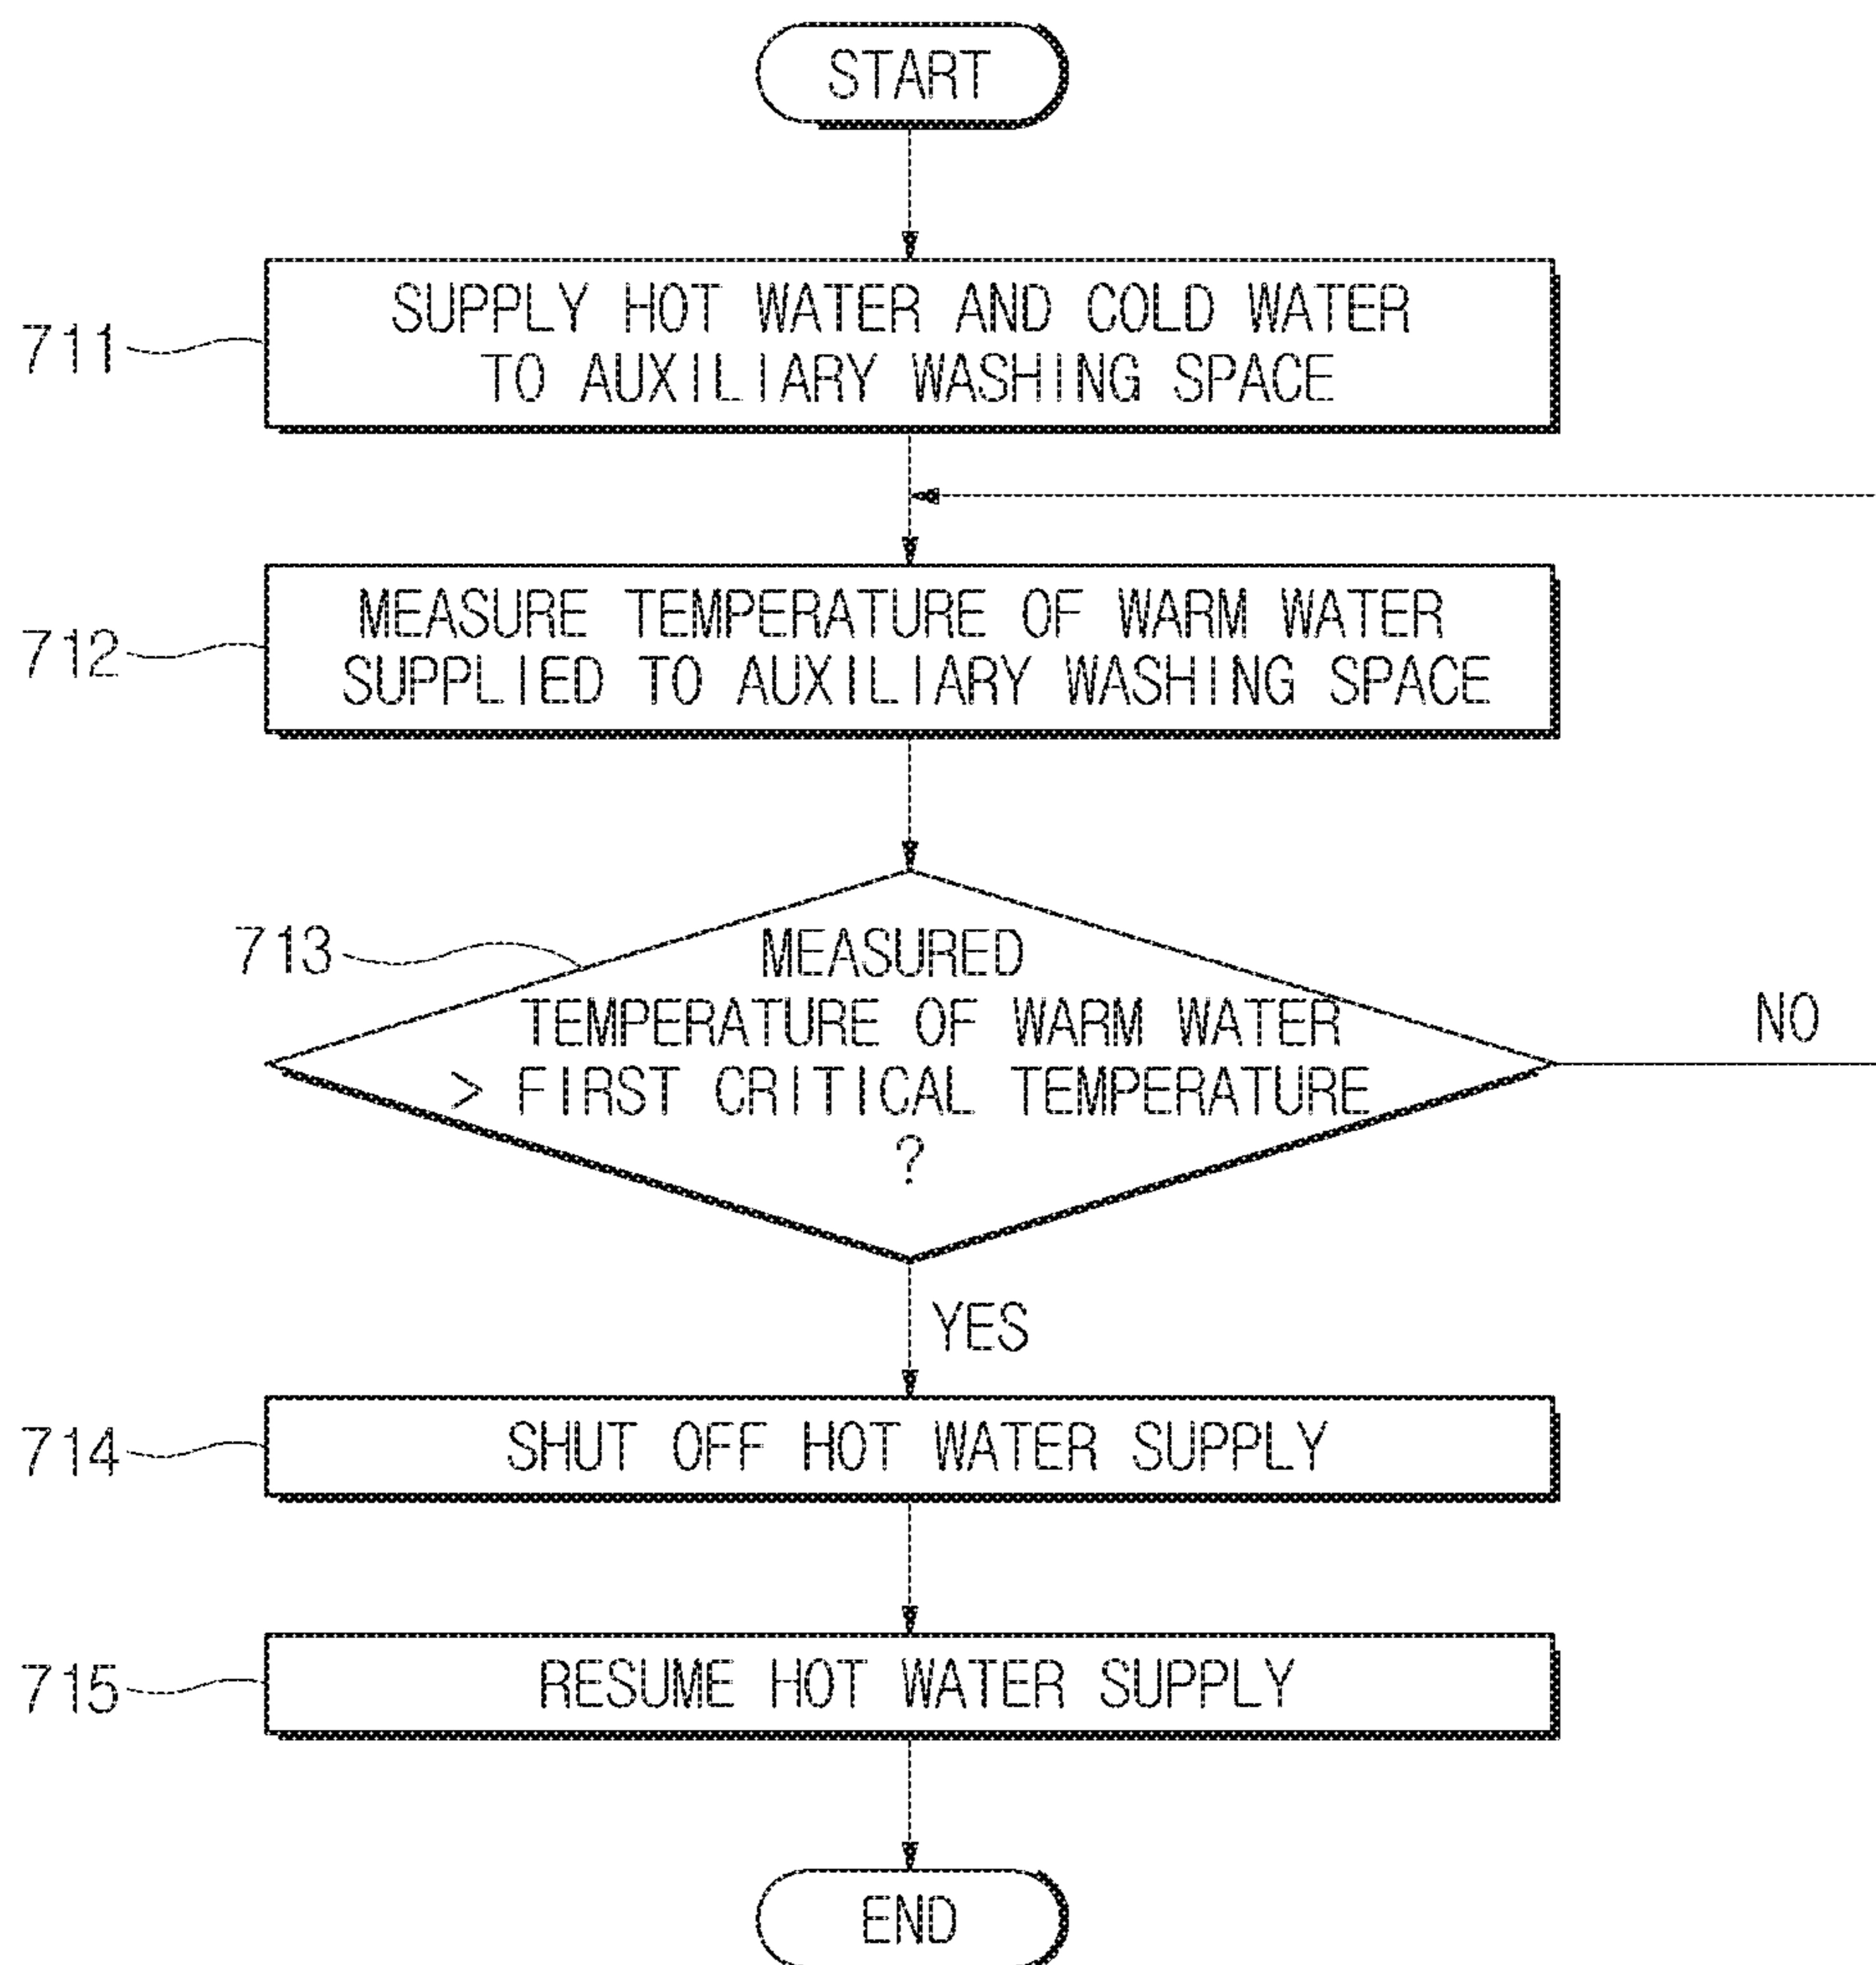 START
711
SUPPLY HOT WATER AND COLD WATER
TO AUXILIARY WASHING SPACE
712
MEASURE TEMPERATURE OF WARM WATER
SUPPLIED TO AUXILIARY WASHING SPACE
713
MEASURED
TEMPERATURE OF WARM WATER
> FIRST CRITICAL TEMPERATURE
?
NO
YES
714
SHUT OFF HOT WATER SUPPLY
715
RESUME HOT WATER SUPPLY
END